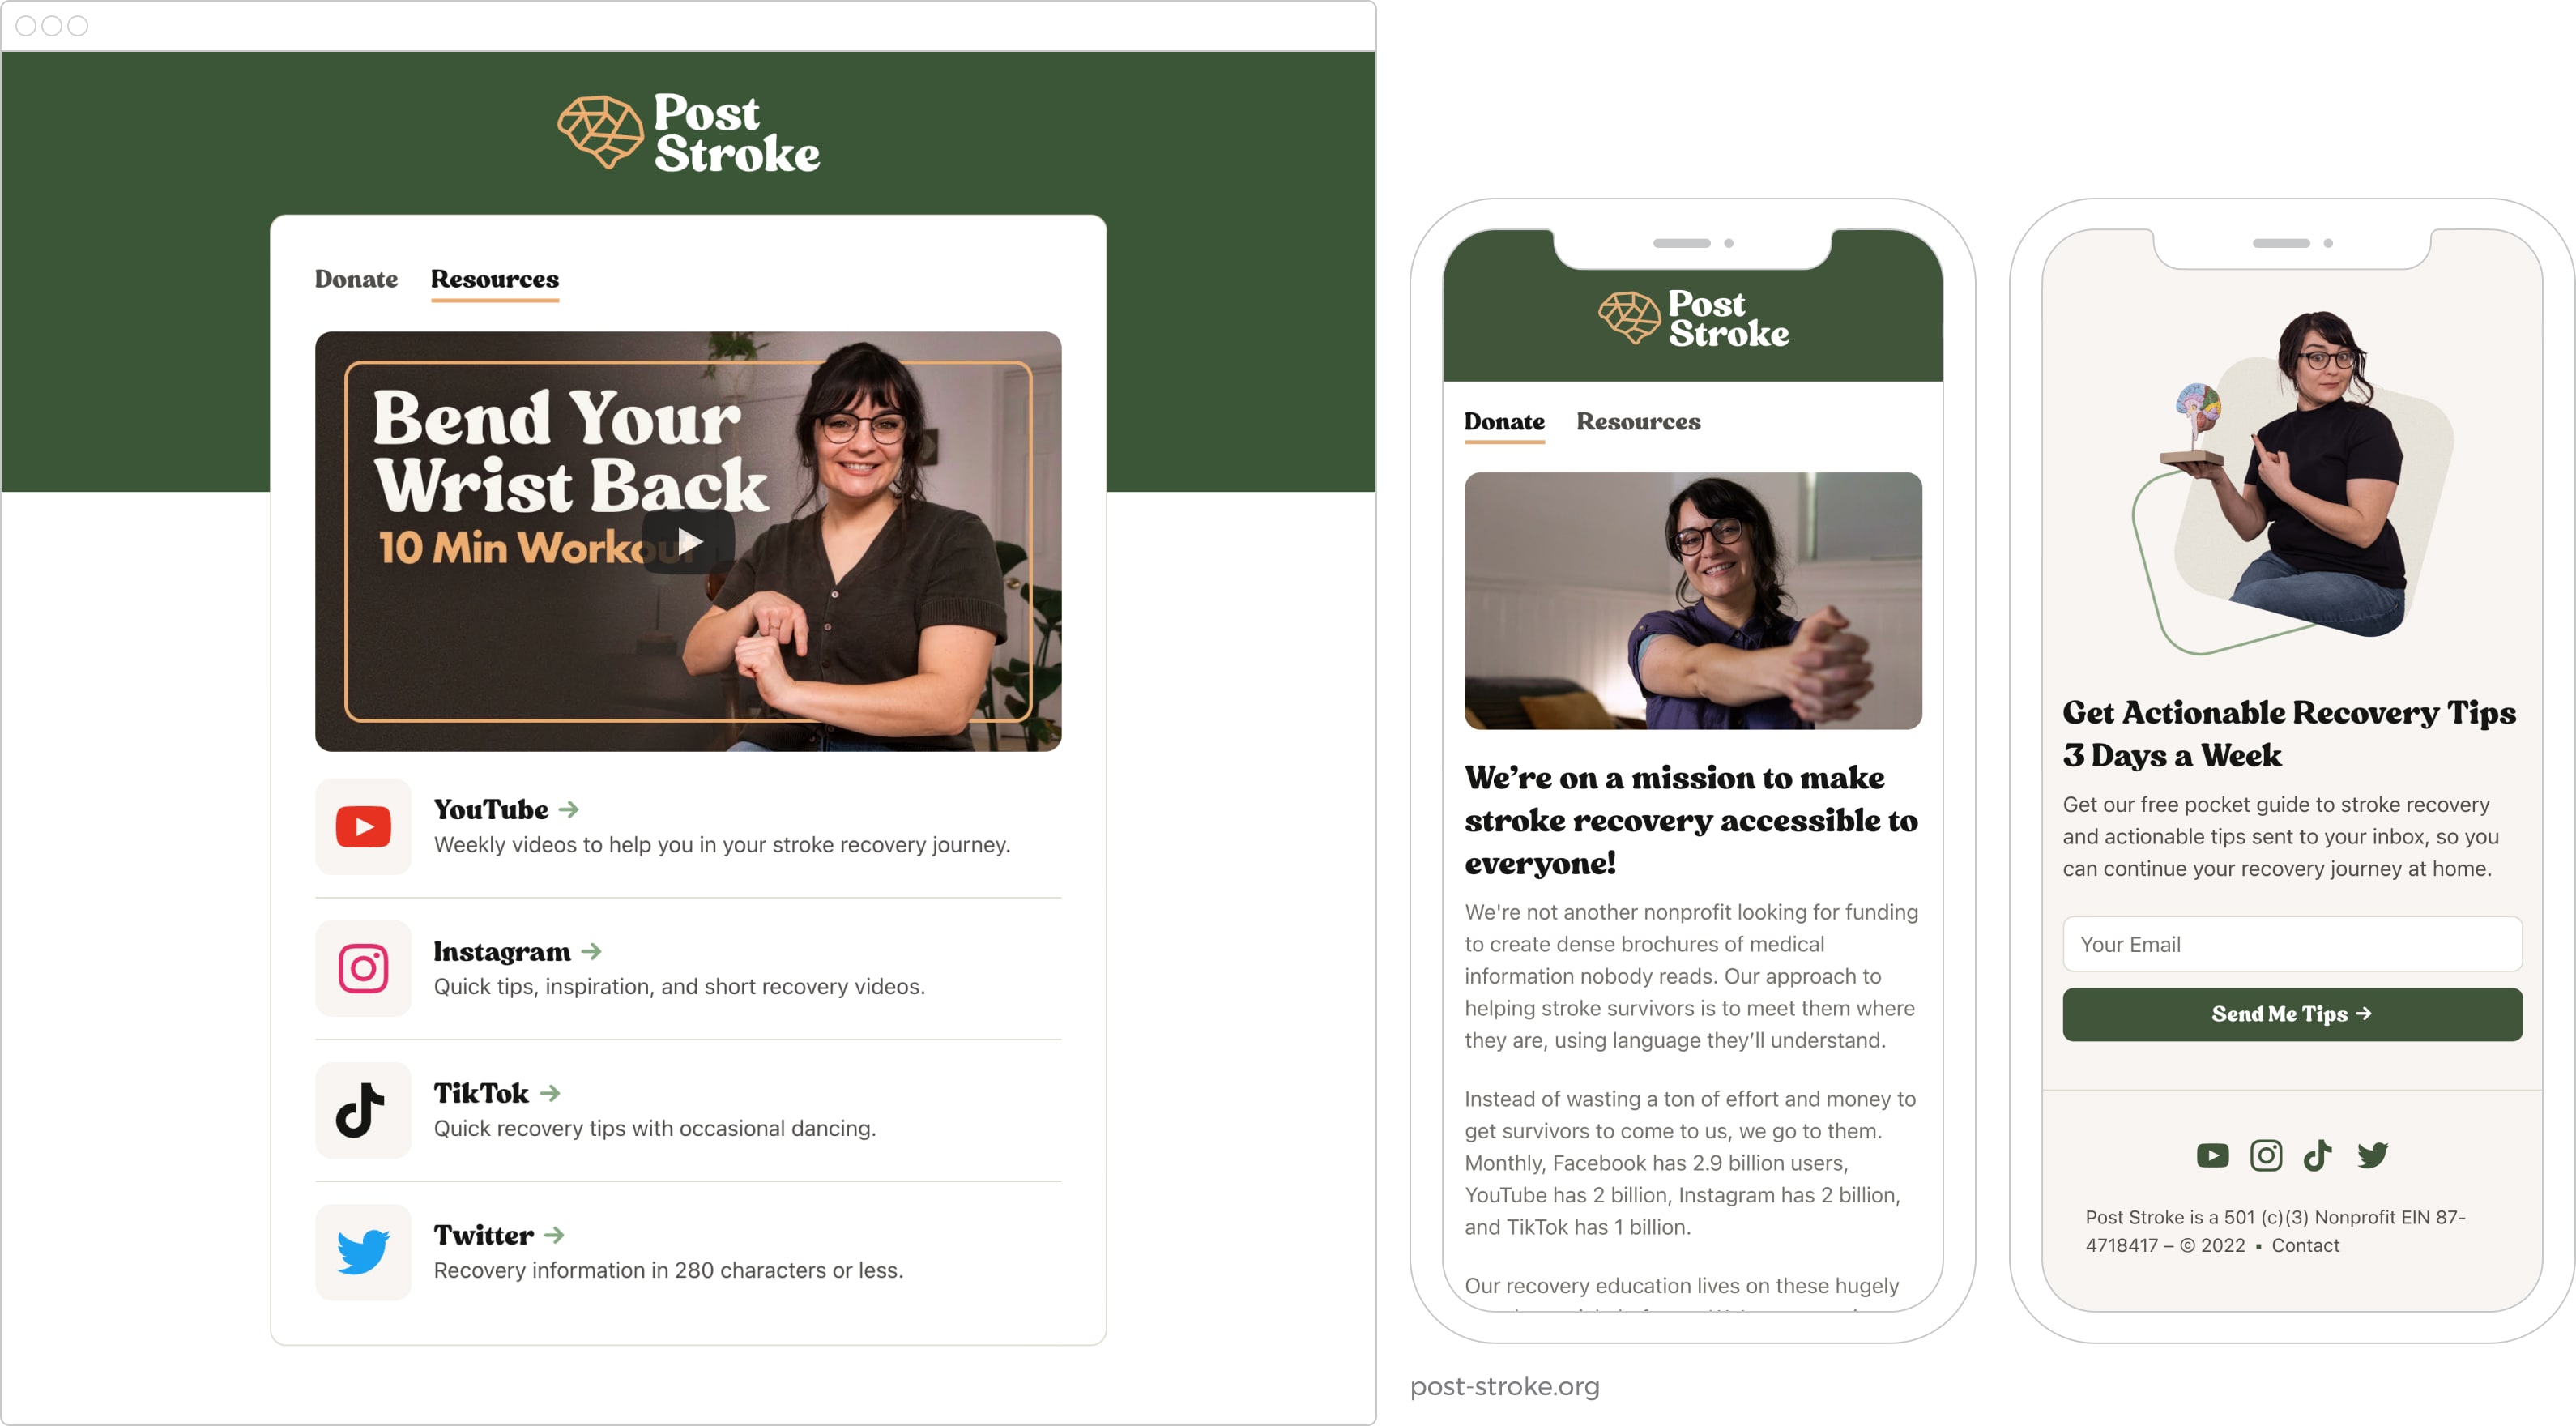 Post
Stroke
Donate
Resources
Bend Your
Wrist Back
10 Min Workout
YouTube →
Weekly videos to help you in your stroke recovery journey.
Instagram →
Quick tips, inspiration, and short recovery videos.
TikTok →
Quick recovery tips with occasional dancing.
Twitter →
Recovery information in 280 characters or less.
Post
Stroke
Donate
Resources
We’re on a mission to make
stroke recovery accessible to
everyone!
We're not another nonprofit looking for funding
to create dense brochures of medical
information nobody reads. Our approach to
helping stroke survivors is to meet them where
they are, using language they’ll understand.
Instead of wasting a ton of effort and money to
get survivors to come to us, we go to them.
Monthly, Facebook has 2.9 billion users,
YouTube has 2 billion, Instagram has 2 billion,
and TikTok has 1 billion.
Our recovery education lives on these hugely
Get Actionable Recovery Tips
3 Days a Week
Get our free pocket guide to stroke recovery
and actionable tips sent to your inbox, so you
can continue your recovery journey at home.
Your Email
Send Me Tips →
Post Stroke is a 501 (c)(3) Nonprofit EIN 87-
4718417 – © 2022 ▪ Contact
post-stroke.org